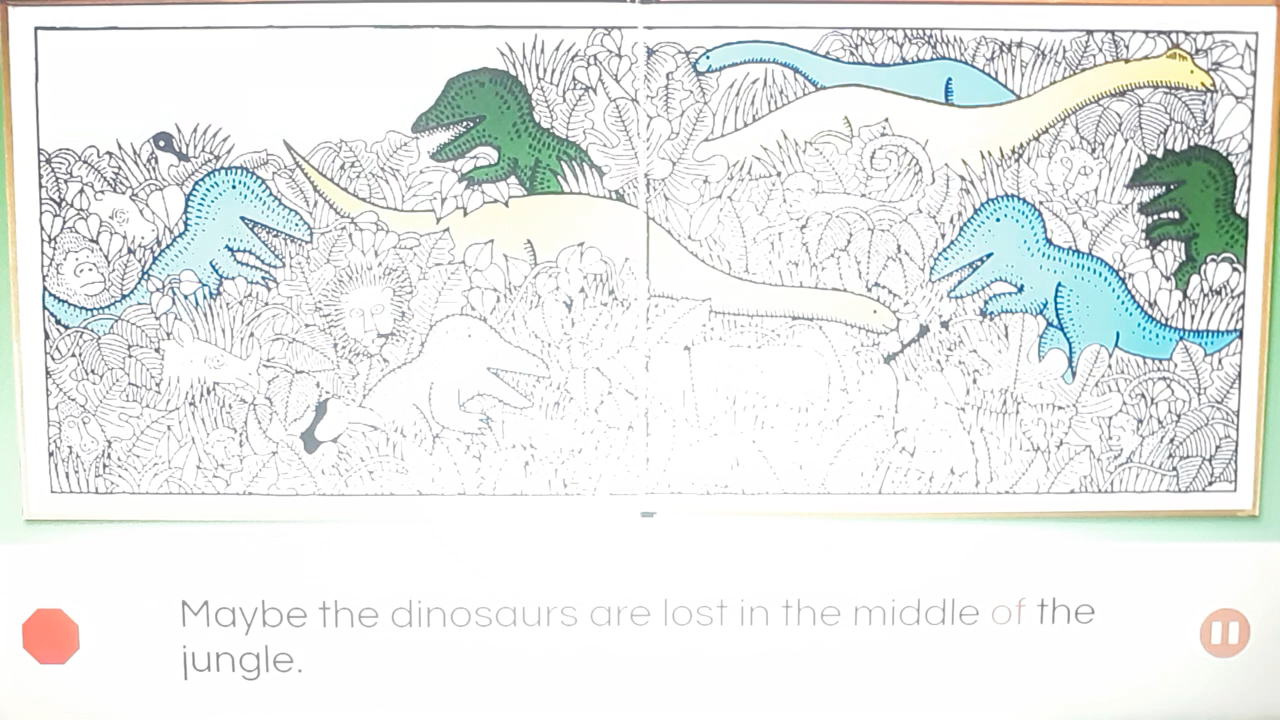 Maybe the dinosaurs are lost in the middle of the
jungle.